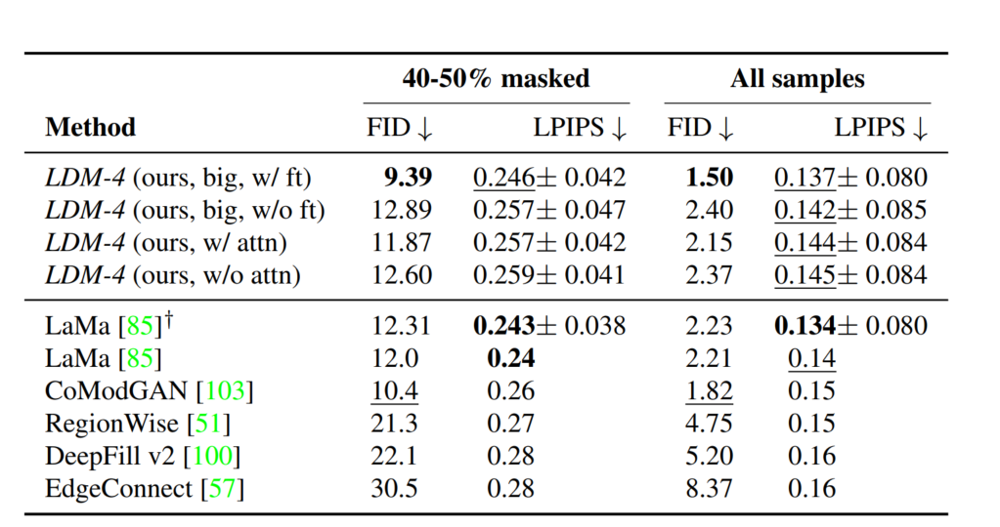 40-50% masked All samples
Method FID ↓ LPIPS ↓ FID ↓ LPIPS ↓
LDM-4 (ours, big, w/ ft) 9.39 0.246± 0.042 1.50 0.137± 0.080
LDM-4 (ours, big, w/o ft) 12.89 0.257± 0.047 2.40 0.142± 0.085
LDM-4 (ours, w/ attn) 11.87 0.257± 0.042 2.15 0.144± 0.084
LDM-4 (ours, w/o attn) 12.60 0.259± 0.041 2.37 0.145± 0.084
LaMa [85]† 12.31 0.243± 0.038 2.23 0.134± 0.080
LaMa [85] 12.0 0.24 2.21 0.14
CoModGAN [103] 10.4 0.26 1.82 0.15
RegionWise [51] 21.3 0.27 4.75 0.15
DeepFill v2 [100] 22.1 0.28 5.20 0.16
EdgeConnect [57] 30.5 0.28 8.37 0.16